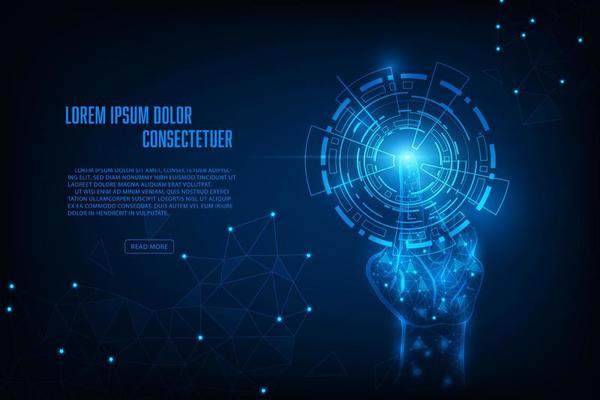 LOREM IPSUM DOLOR
CONSECTETUER
LOREM IPSUM DOLOR SIT AMET, CONSECTETUER ADIPISC-
ING ELIT, SED DIAM NONUMMY NIBH EUISMOD TINCIDUNT
UT LAOREET DOLORE MAGNA ALIQUAM ERAT VOLUTPAT.
UT WISI ENIM AD MINIM VENIAM, QUIS NOSTRUD EXERCI
TATION ULLAMCORPER SUSCIPIT LOBORTIS NISL UT ALIQUIP
EX EA COMMODO CONSEQUAT. DUIS AUTEM VEL EUM
IRIURE DOLOR IN HENDRERIT IN VULPUTATE.
READ MORE